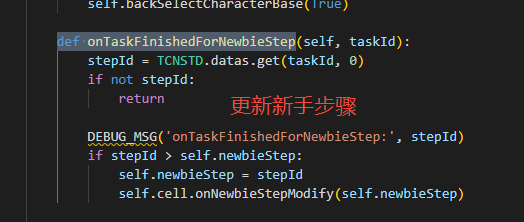 self.backSelectCharacterBase(True)
def onTaskFinishedForNewbieStep(self, taskId):
stepId = TCNSTD.datas.get(taskId, 0)
if not stepId:
return
更新新手步骤
DEBUG_MSG('onTaskFinishedForNewbieStep:', stepId)
if stepId > self.newbieStep:
self.newbieStep = stepId
self.cell.onNewbieStepModify(self.newbieStep)